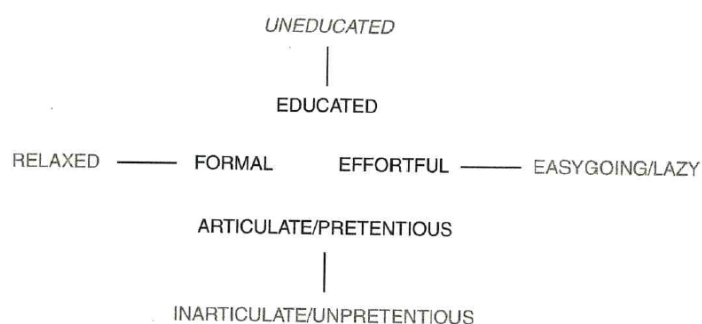 UNEDUCATED
EDUCATED
RELAXED FORMAL EFFORTFUL EASYGOING/LAZY
ARTICULATE/PRETENTIOUS
INARTICULATE/UNPRETENTIOUS